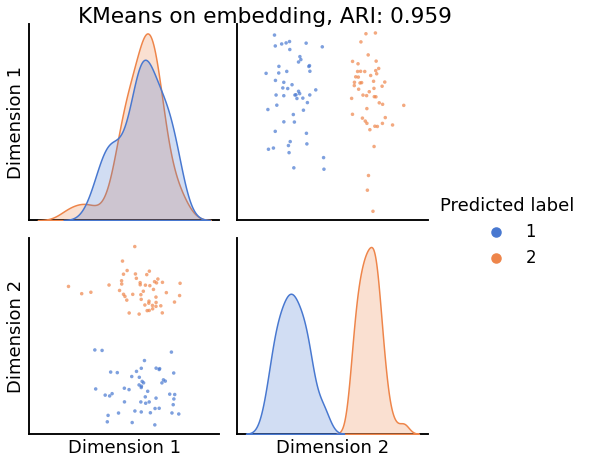 KMeans on embedding, ARI: 0.959
Dimension 1
Predicted label
1
2
Dimension 2
Dimension 1
Dimension 2